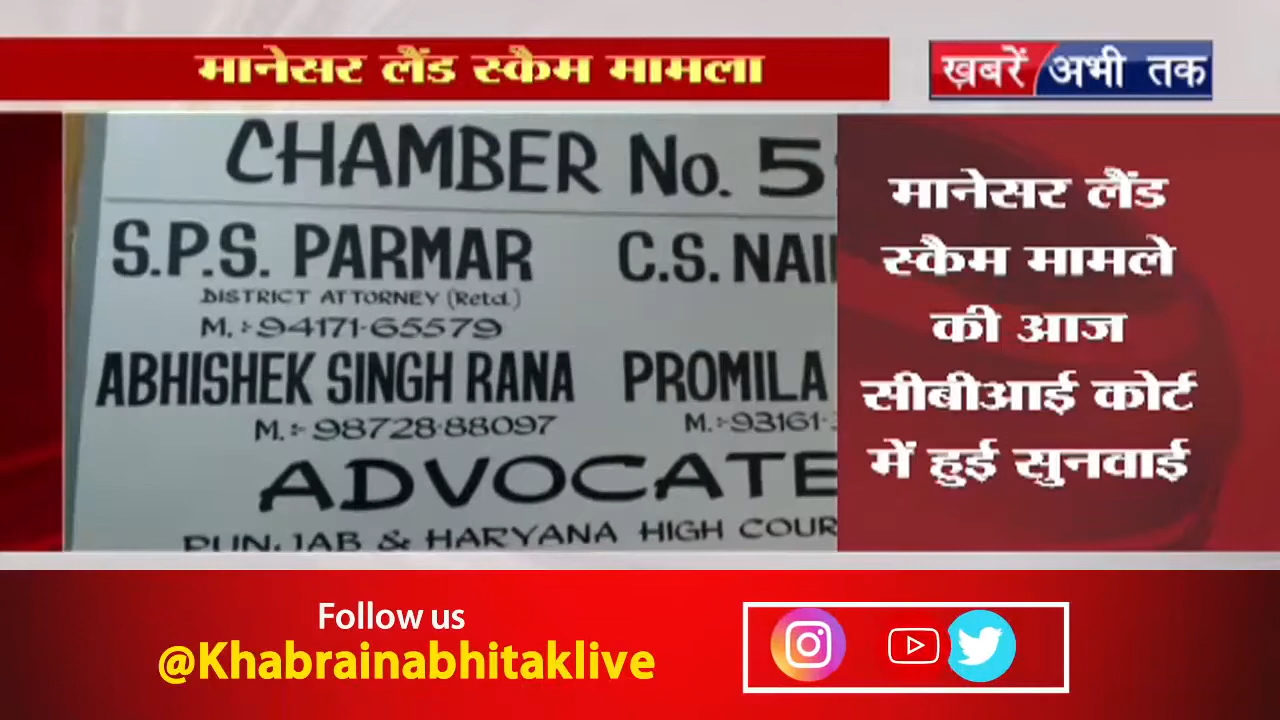 मानेसर लैंड स्कैम मामला
ख़बरें अभी तक
CHAMBER No. 5
S.P.S. PARMAR
DISTRICT ATTORNEY (Retd.)
M. :- 94171-65579
C.S. NAI
ABHISHEK SINGH RANA
M. :- 98728-88097
PROMILA
M. :- 93161-
ADVOCATE
PUNJAB & HARYANA HIGH COUR
मानेसर लैंड
स्कैम मामले
की आज
सीबीआई कोर्ट
में हुई सुनवाई
Follow us
@Khabrainabhitaklive